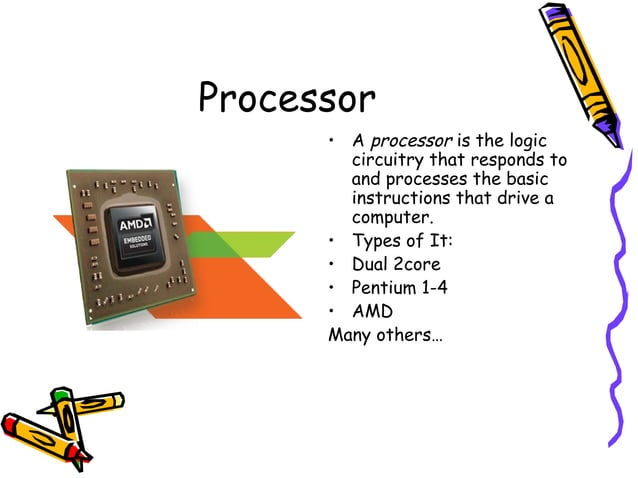 Processor
• A processor is the logic
circuitry that responds to
and processes the basic
instructions that drive a
computer.
• Types of It:
• Dual 2core
• Pentium 1-4
• AMD
Many others…
AMD
EMBEDDED
SOLUTIONS